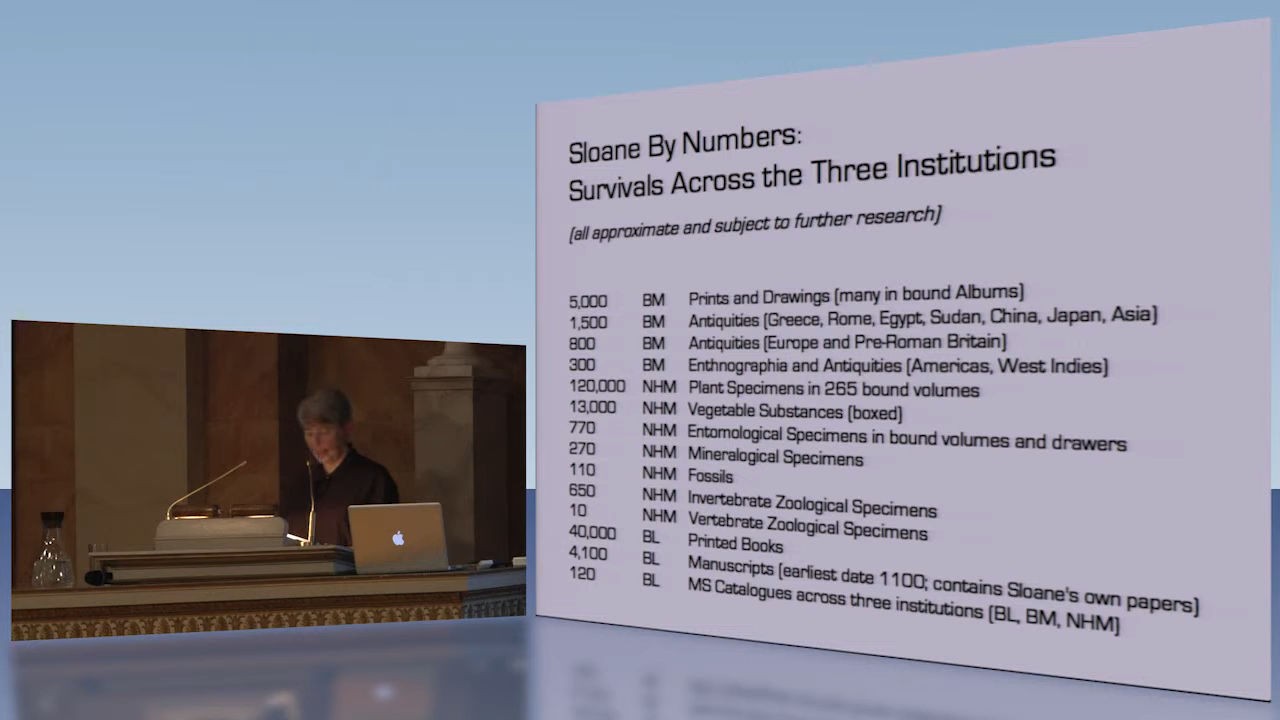 Sloane By Numbers:
Survivals Across the Three Institutions
(all approximate and subject to further research)
5,000 BM Prints and Drawings (many in bound Albums)
1,500 BM Antiquities (Greece, Rome, Egypt, Sudan, China, Japan, Asia)
800 BM Antiquities (Europe and Pre-Roman Britain)
300 BM Enthnographia and Antiquities (Americas, West Indies)
120,000 NHM Plant Specimens in 265 bound volumes
13,000 NHM Vegetable Substances (boxed)
770 NHM Entomological Specimens in bound volumes and drawers
270 NHM Mineralogical Specimens
110 NHM Fossils
650 NHM Invertebrate Zoological Specimens
10 NHM Vertebrate Zoological Specimens
40,000 BL Printed Books
4,100 BL Manuscripts (earliest date 1100; contains Sloane's own papers)
120 BL MS Catalogues across three institutions (BL, BM, NHM)